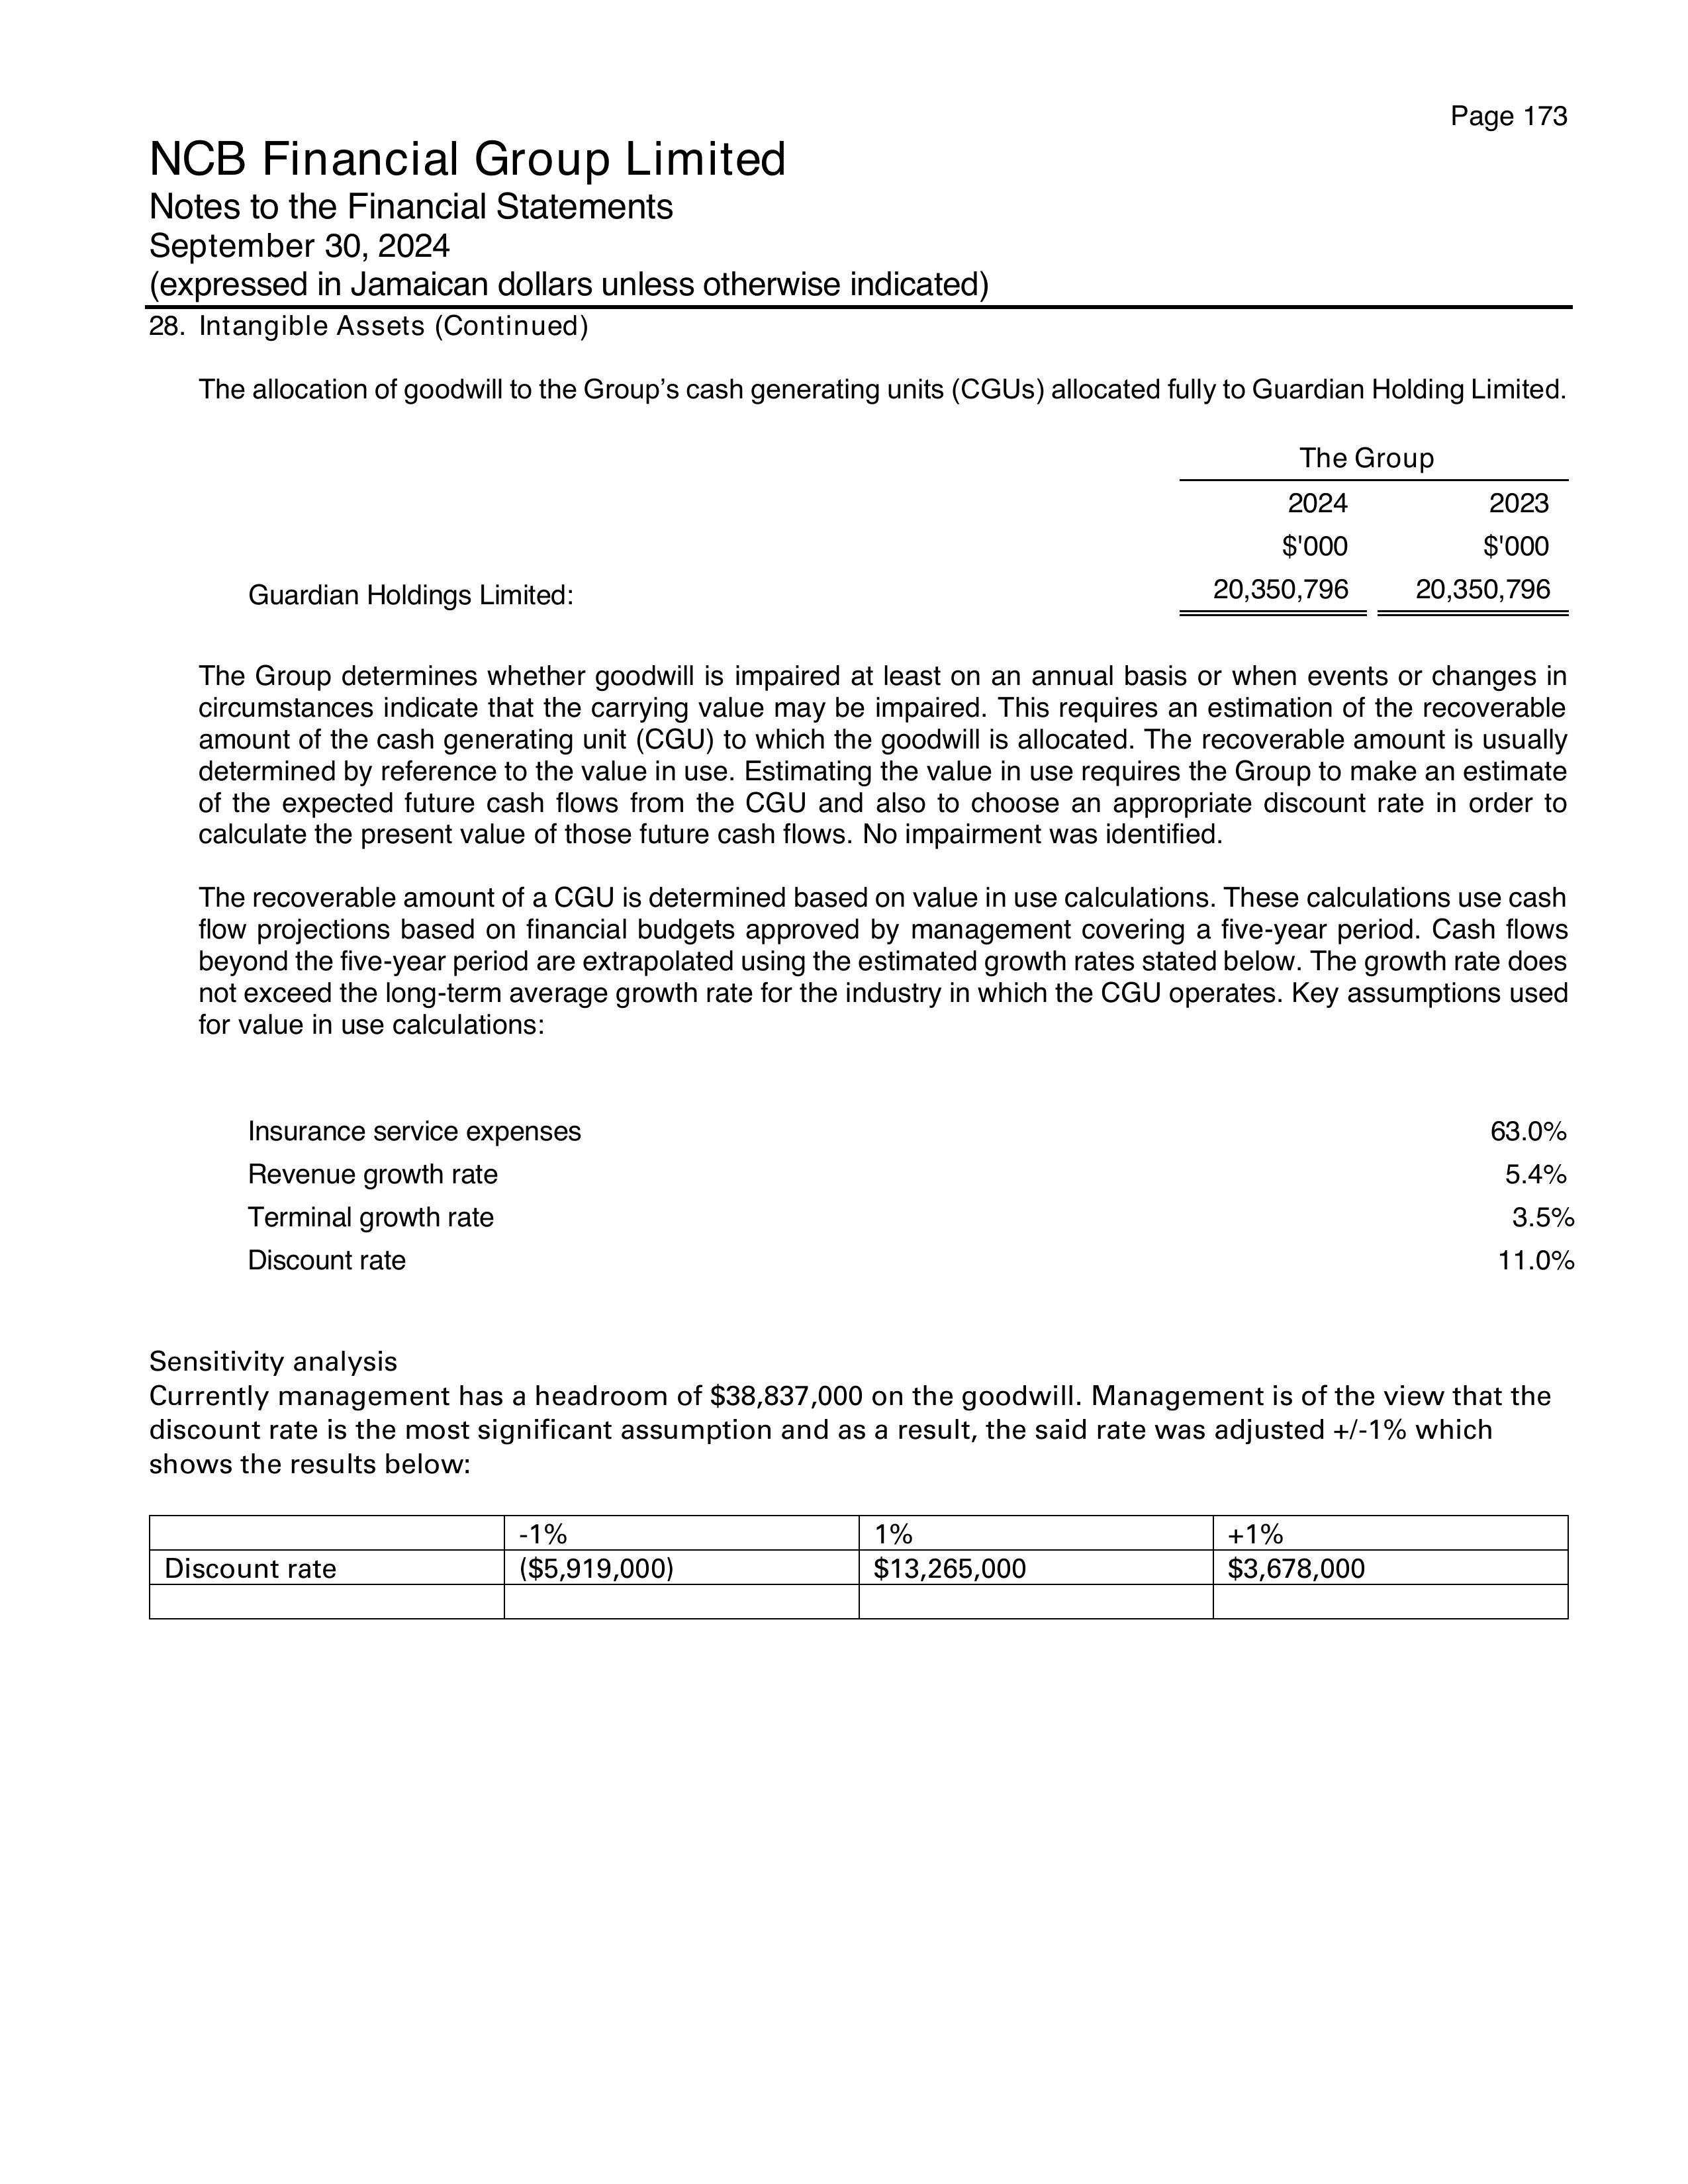 Page 173
NCB Financial Group Limited
Notes to the Financial Statements
September 30, 2024
(expressed in Jamaican dollars unless otherwise indicated)
28. Intangible Assets (Continued)
The allocation of goodwill to the Group’s cash generating units (CGUs) allocated fully to Guardian Holding Limited.
The Group
2024 2023
$'000 $'000
Guardian Holdings Limited: 20,350,796 20,350,796
The Group determines whether goodwill is impaired at least on an annual basis or when events or changes in
circumstances indicate that the carrying value may be impaired. This requires an estimation of the recoverable
amount of the cash generating unit (CGU) to which the goodwill is allocated. The recoverable amount is usually
determined by reference to the value in use. Estimating the value in use requires the Group to make an estimate
of the expected future cash flows from the CGU and also to choose an appropriate discount rate in order to
calculate the present value of those future cash flows. No impairment was identified.
The recoverable amount of a CGU is determined based on value in use calculations. These calculations use cash
flow projections based on financial budgets approved by management covering a five-year period. Cash flows
beyond the five-year period are extrapolated using the estimated growth rates stated below. The growth rate does
not exceed the long-term average growth rate for the industry in which the CGU operates. Key assumptions used
for value in use calculations:
Insurance service expenses 63.0%
Revenue growth rate 5.4%
Terminal growth rate 3.5%
Discount rate 11.0%
Sensitivity analysis
Currently management has a headroom of $38,837,000 on the goodwill. Management is of the view that the
discount rate is the most significant assumption and as a result, the said rate was adjusted +/-1% which
shows the results below:
-1% 1% +1%
Discount rate ($5,919,000) $13,265,000 $3,678,000